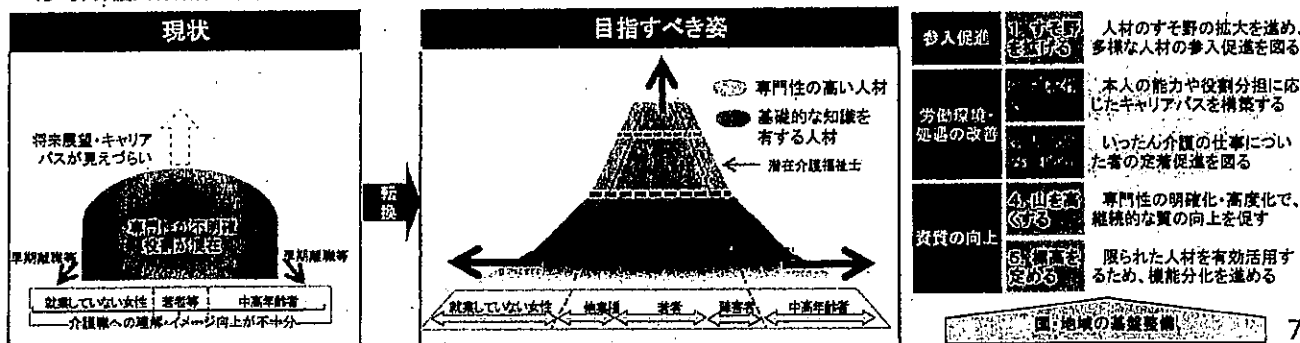 現状
将来展望・キャリア
パスが見えづらい
専門性が不明確
役割が混在
早期離職等
早期離職等
就業していない女性
若者等
中高年齢者
介護職への理解・イメージ向上が不十分
転換
目指すべき姿
専門性の高い人材
基礎的な知識を
有する人材
潜在介護福祉士
就業していない女性
他業種
若者
障害者
中高年齢者
参入促進
1. すそ野
を拡げる
人材のすそ野の拡大を進め、
多様な人材の参入促進を図る
労働環境・
処遇の改善
本人の能力や役割分担に応
じたキャリアパスを構築する
いったん介護の仕事につい
た者の定着促進を図る
資質の向上
4. 山を高
くする
専門性の明確化・高度化で、
継続的な質の向上を促す
5. 標高を
定める
限られた人材を有効活用す
るため、機能分化を進める
国・地域の基盤整備
7